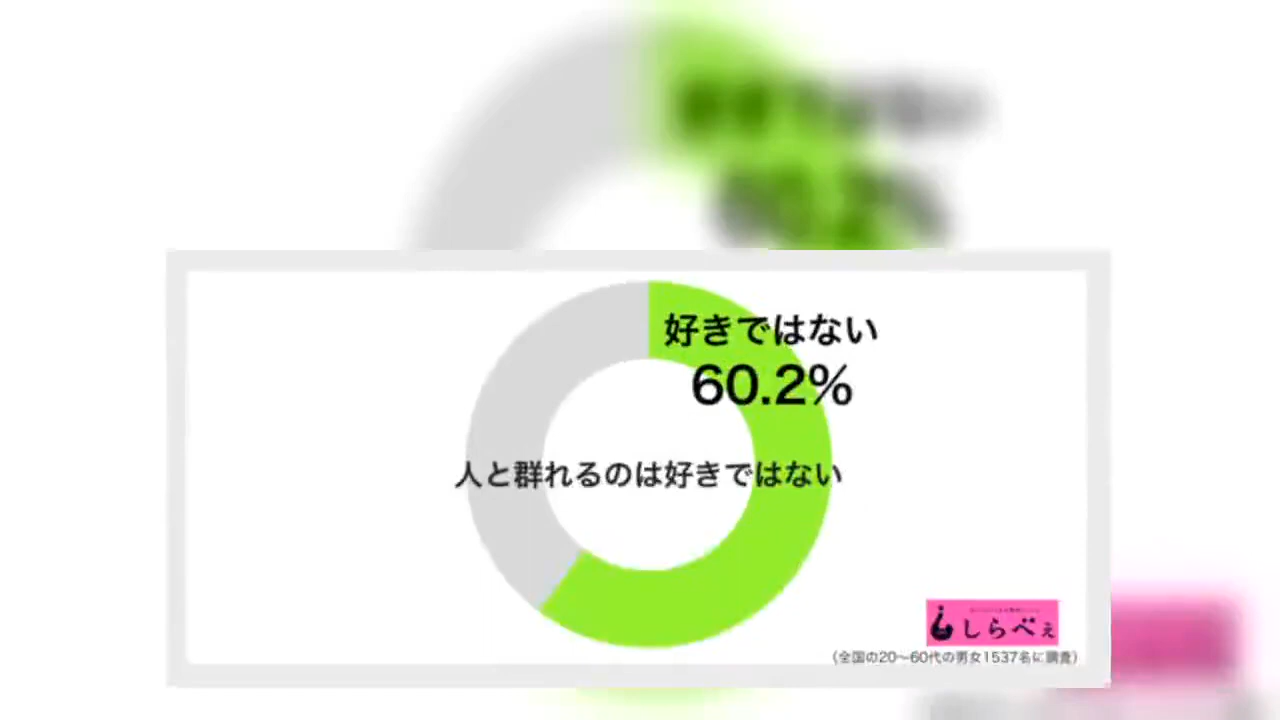 好きではない
60.2%
人と群れるのは好きではない
しらべぇ
(全国の20〜60代の男女1537名に調査)